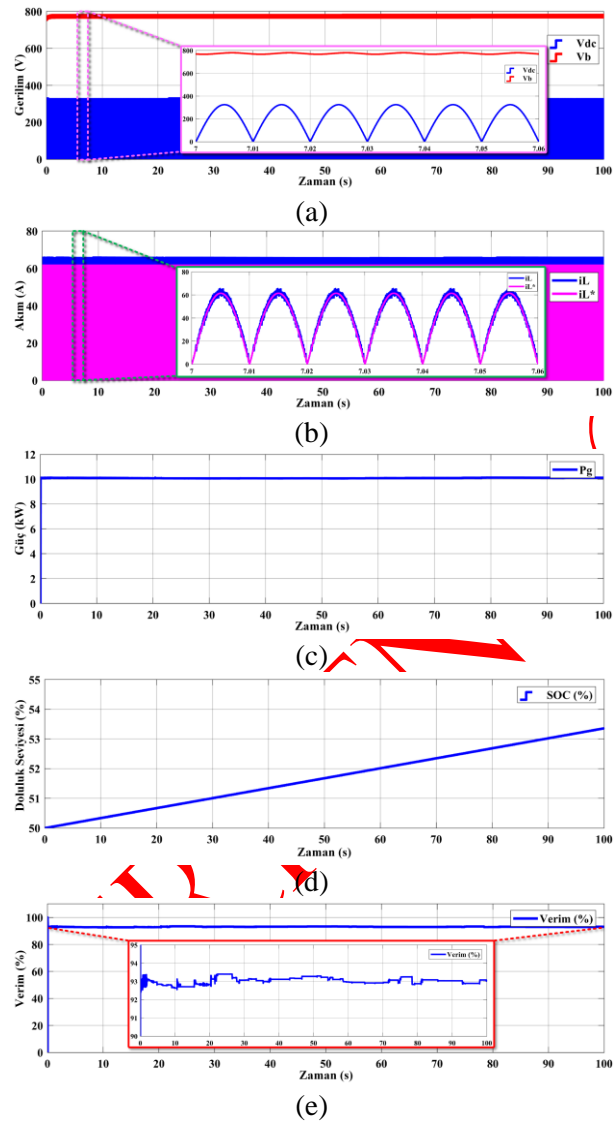 800
600
400
200
0
Gerilim (V)
Vdc
Vb
800
600
400
200
0
Vdc
Vb
7 7.01 7.02 7.03 7.04 7.05 7.06
0 10 20 30 40 50 60 70 80 90 100
Zaman (s)
(a)
80
60
40
20
0
Akım (A)
iL
iL*
80
60
40
20
0
iL
iL*
7 7.01 7.02 7.03 7.04 7.05 7.06
0 10 20 30 40 50 60 70 80 90 100
Zaman (s)
(b)
12
10
8
6
4
2
0
Güç (kW)
Pg
0 10 20 30 40 50 60 70 80 90 100
Zaman (s)
(c)
55
54
53
52
51
50
Doluluk Seviyesi (%)
SOC (%)
0 10 20 30 40 50 60 70 80 90 100
Zaman (s)
(d)
100
80
60
40
20
0
Verim (%)
Verim (%)
95
94
93
92
91
90
Verim (%)
0 10 20 30 40 50 60 70 80 90 100
0 10 20 30 40 50 60 70 80 90 100
Zaman (s)
(e)